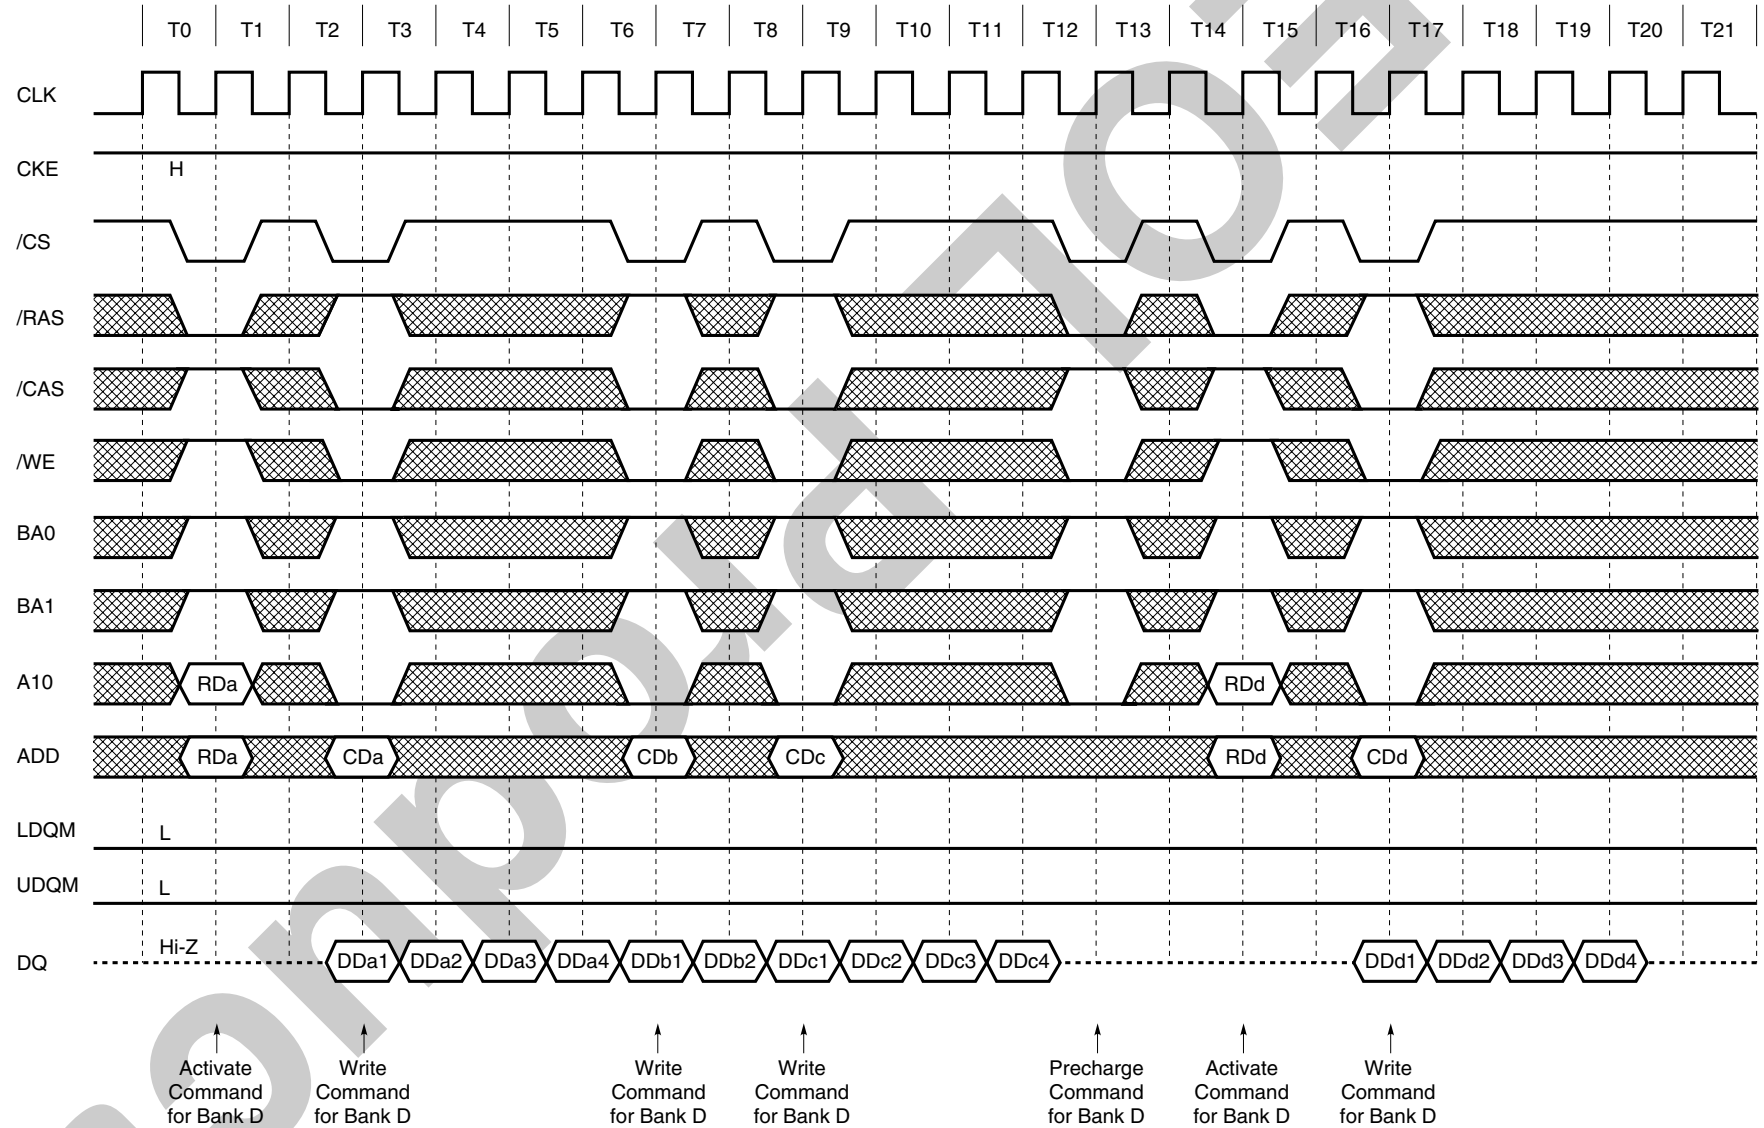 T0 T1 T2 T3 T4 T5 T6 T7 T8 T9 T10 T11 T12 T13 T14 T15 T16 T17 T18 T19 T20 T21
CLK
CKE H
/CS
/RAS
/CAS
/WE
BA0
BA1
A10 RDa RDd
ADD RDa CDa CDb CDc RDd CDd
LDQM L
UDQM L
DQ Hi-Z DDa1 DDa2 DDa3 DDa4 DDb1 DDb2 DDc1 DDc2 DDc3 DDc4 DDd1 DDd2 DDd3 DDd4
Activate
Command
for Bank D
Write
Command
for Bank D
Write
Command
for Bank D
Write
Command
for Bank D
Precharge
Command
for Bank D
Activate
Command
for Bank D
Write
Command
for Bank D